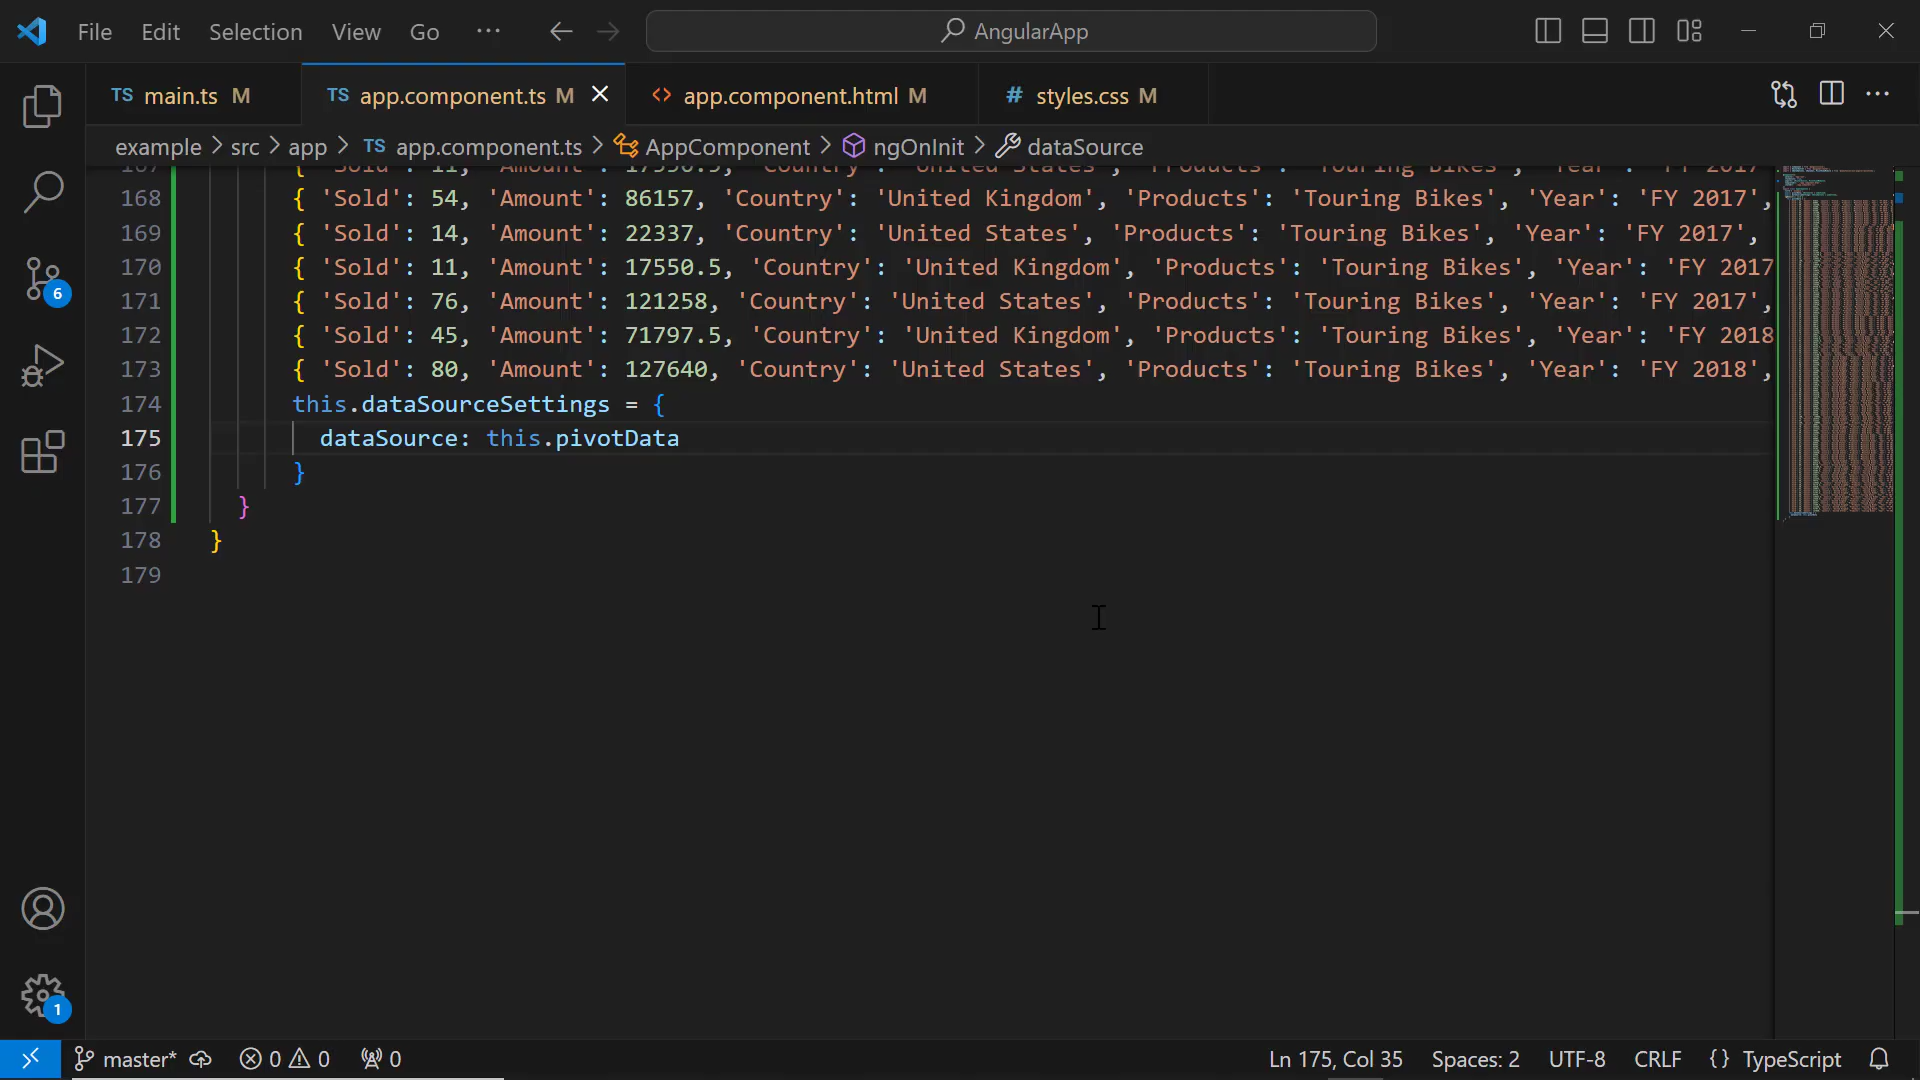 File Edit Selection View Go ··· AngularApp
TS main.ts M TS app.component.ts M app.component.html M # styles.css M
example > src > app > TS app.component.ts > AppComponent > ngOnInit > dataSource
168 { 'Sold': 54, 'Amount': 86157, 'Country': 'United Kingdom', 'Products': 'Touring Bikes', 'Year': 'FY 2017',
169 { 'Sold': 14, 'Amount': 22337, 'Country': 'United States', 'Products': 'Touring Bikes', 'Year': 'FY 2017',
170 { 'Sold': 11, 'Amount': 17550.5, 'Country': 'United Kingdom', 'Products': 'Touring Bikes', 'Year': 'FY 2017
171 { 'Sold': 76, 'Amount': 121258, 'Country': 'United States', 'Products': 'Touring Bikes', 'Year': 'FY 2017',
172 { 'Sold': 45, 'Amount': 71797.5, 'Country': 'United Kingdom', 'Products': 'Touring Bikes', 'Year': 'FY 2018
173 { 'Sold': 80, 'Amount': 127640, 'Country': 'United States', 'Products': 'Touring Bikes', 'Year': 'FY 2018',
174 this.dataSourceSettings = {
175 dataSource: this.pivotData
176 }
177 }
178 }
179
6
1
master* 0 0 0 Ln 175, Col 35 Spaces: 2 UTF-8 CRLF {} TypeScript